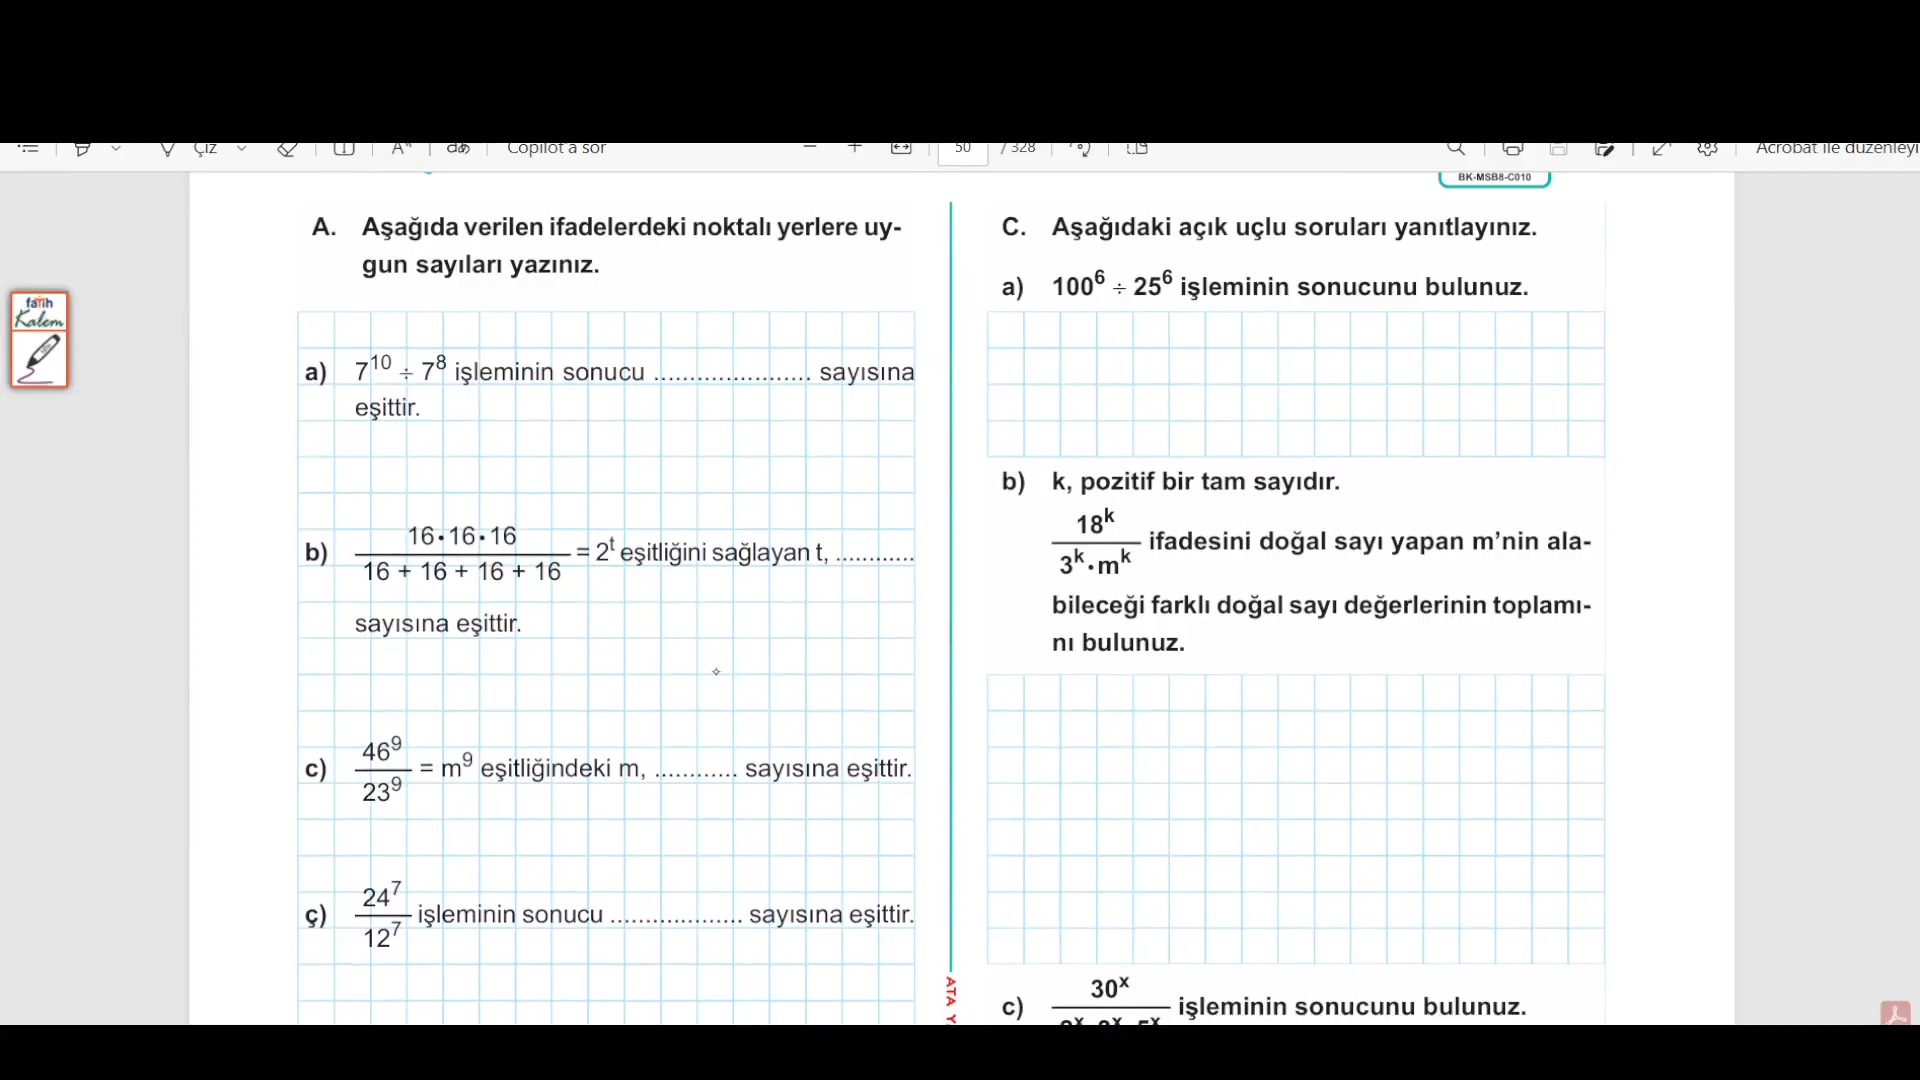 Çiz
Copilot'a sor
50 / 328
Acrobat ile düzenleyi
BK-MSB8-C010
fatih
Kalem
A. Aşağıda verilen ifadelerdeki noktalı yerlere uy-
gun sayıları yazınız.
a) 7^10 ÷ 7^8 işleminin sonucu ...................... sayısına
eşittir.
b) 16·16·16
16 + 16 + 16 + 16
= 2^t eşitliğini sağlayan t, ............
sayısına eşittir.
c) 46^9
23^9
= m^9 eşitliğindeki m, ............ sayısına eşittir.
ç) 24^7
12^7
işleminin sonucu ................... sayısına eşittir.
ATA Y
C. Aşağıdaki açık uçlu soruları yanıtlayınız.
a) 100^6 ÷ 25^6 işleminin sonucunu bulunuz.
b) k, pozitif bir tam sayıdır.
18^k
3^k·m^k
ifadesini doğal sayı yapan m'nin ala-
bileceği farklı doğal sayı değerlerinin toplamı-
nı bulunuz.
c) 30^x
işleminin sonucunu bulunuz.